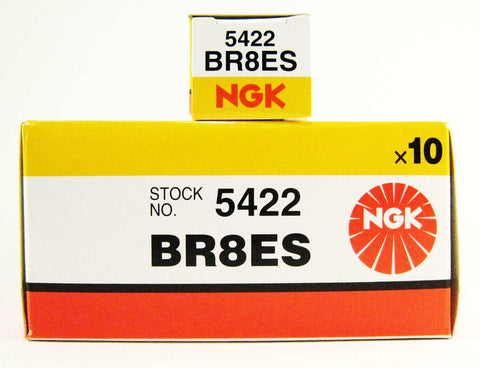 5422
BR8ES
NGK
x10
STOCK
NO. 5422
NGK
BR8ES